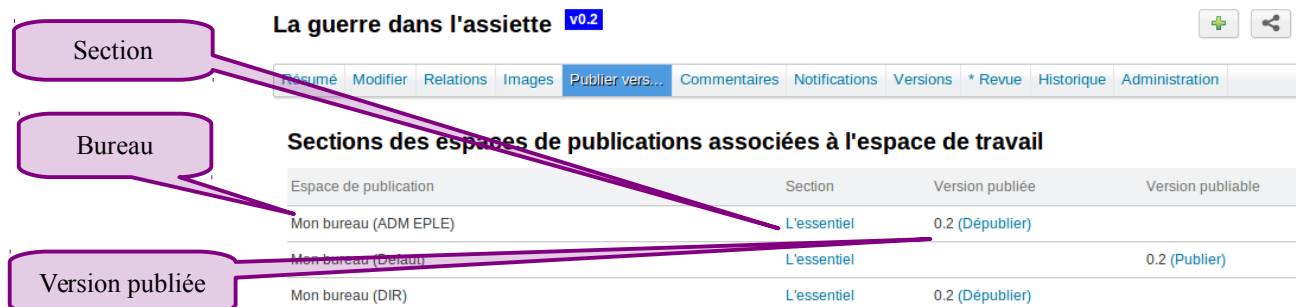 La guerre dans l'assiette v0.2
Section
Résumé Modifier Relations Images Publier vers... Commentaires Notifications Versions * Revue Historique Administration
Bureau
Sections des espaces de publications associées à l'espace de travail
Espace de publication Section Version publiée Version publiable
Mon bureau (ADM EPLE) L'essentiel 0.2 (Dépublier)
Mon bureau (Défaut) L'essentiel 0.2 (Publier)
Version publiée
Mon bureau (DIR) L'essentiel 0.2 (Dépublier)